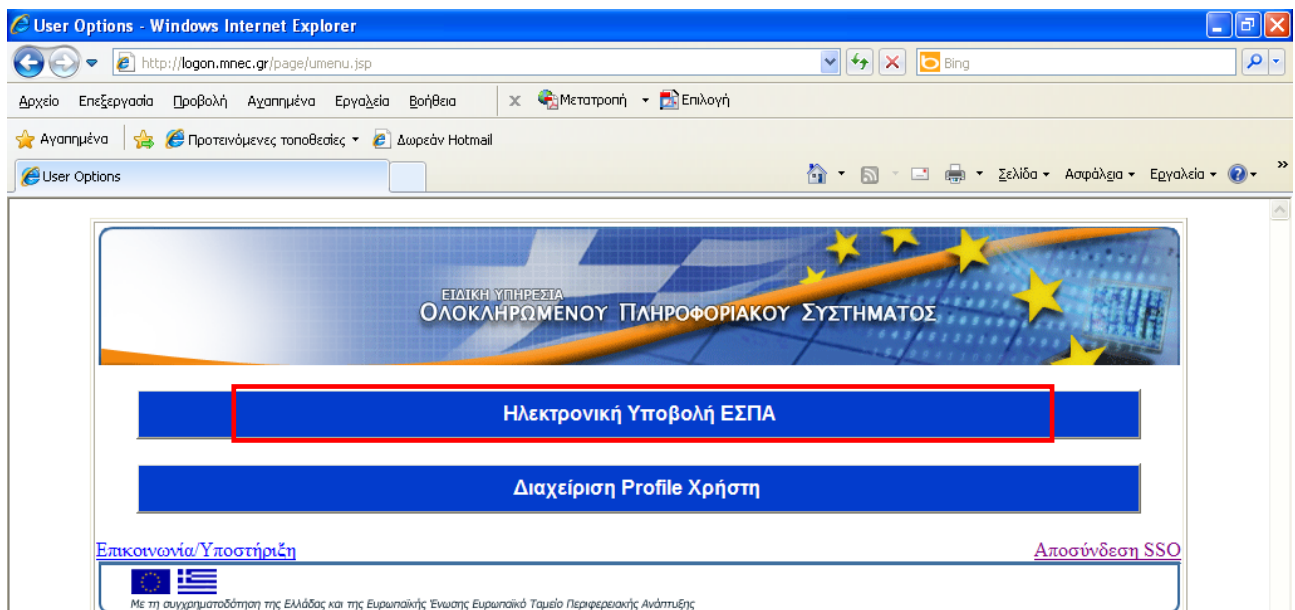 User Options - Windows Internet Explorer
http://logon.mnec.gr/page/umenu.jsp
Bing
Αρχείο Επεξεργασία Προβολή Αγαπημένα Εργαλεία Βοήθεια x Μετατροπή Επιλογή
Αγαπημένα Προτεινόμενες τοποθεσίες Δωρεάν Hotmail
User Options
Σελίδα Ασφάλεια Εργαλεία »
ΕΙΔΙΚΗ ΥΠΗΡΕΣΙΑ
ΟΛΟΚΛΗΡΩΜΕΝΟΥ ΠΛΗΡΟΦΟΡΙΑΚΟΥ ΣΥΣΤΗΜΑΤΟΣ
Ηλεκτρονική Υποβολή ΕΣΠΑ
Διαχείριση Profile Χρήστη
Επικοινωνία/Υποστήριξη Αποσύνδεση SSO
Με τη συγχρηματοδότηση της Ελλάδας και της Ευρωπαϊκής Ένωσης Ευρωπαϊκό Ταμείο Περιφερειακής Ανάπτυξης